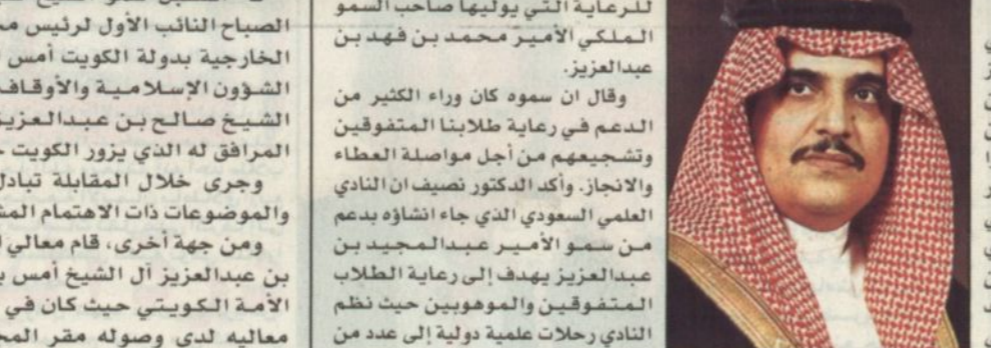 للرعاية التي يوليها صاحب السمو
الملكي الأمير محمد بن فهد بن
عبدالعزيز.
وقال ان سموه كان وراء الكثير من
الدعم في رعاية طلابنا المتفوقين
وتشجيعهم من أجل مواصلة العطاء
والانجاز. وأكد الدكتور نصيف ان النادي
العلمي السعودي الذي جاء انشاؤه بدعم
من سمو الأمير عبدالمجيد بن
عبدالعزيز يهدف إلى رعاية الطلاب
المتفوقين والموهوبين حيث نظم
النادي رحلات علمية دولية إلى عدد من
الصباح النائب الأول لرئيس
الخارجية بدولة الكويت أمس
الشؤون الإسلامية والأوقاف
الشيخ صالح بن عبدالعزيز
المرافق له الذي يزور الكويت
وجرى خلال المقابلة تبادل
والموضوعات ذات الاهتمام
ومن جهة أخرى، قام معالي
بن عبدالعزيز آل الشيخ أمس
الأمة الكويتي حيث كان في
معاليه لدى وصوله مقر